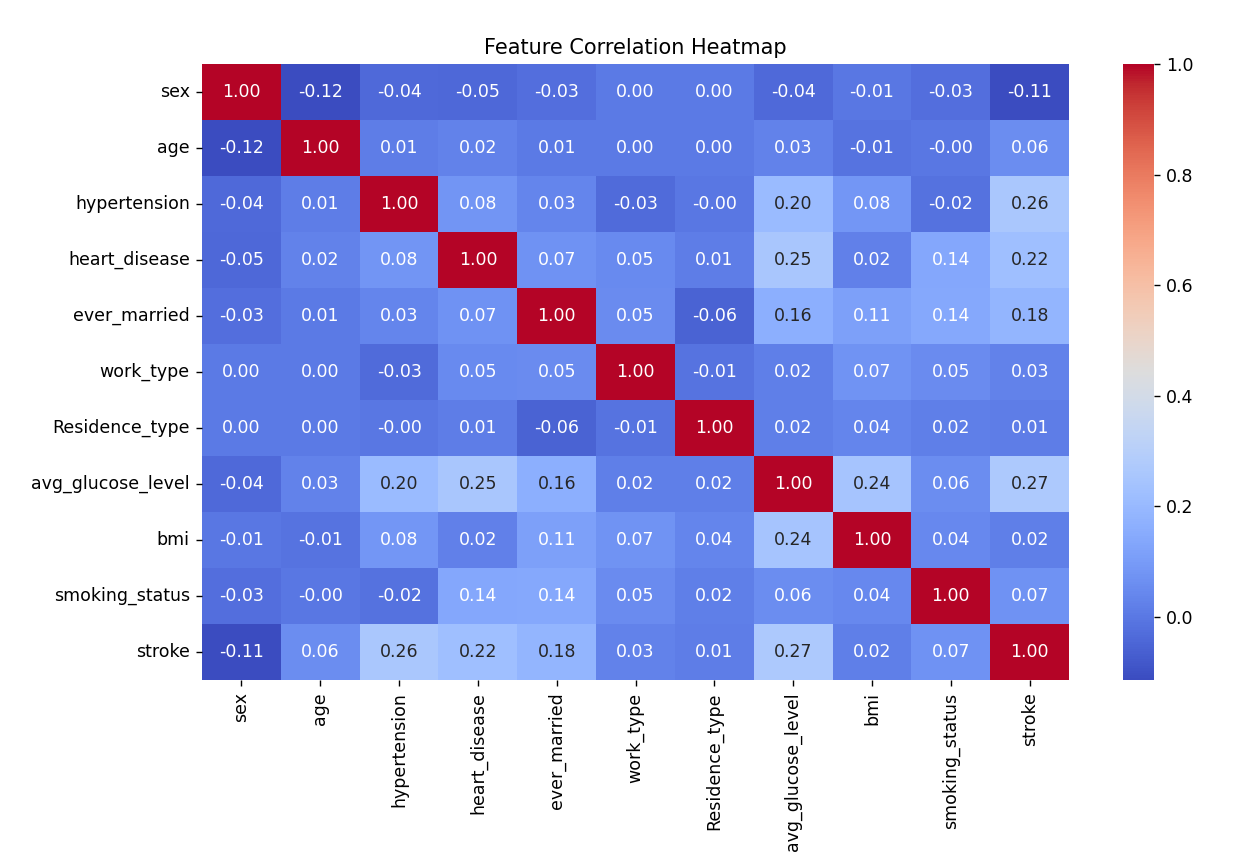 Feature Correlation Heatmap
sex 1.00 -0.12 -0.04 -0.05 -0.03 0.00 0.00 -0.04 -0.01 -0.03 -0.11
age -0.12 1.00 0.01 0.02 0.01 0.00 0.00 0.03 -0.01 -0.00 0.06
hypertension -0.04 0.01 1.00 0.08 0.03 -0.03 -0.00 0.20 0.08 -0.02 0.26
heart_disease -0.05 0.02 0.08 1.00 0.07 0.05 0.01 0.25 0.02 0.14 0.22
ever_married -0.03 0.01 0.03 0.07 1.00 0.05 -0.06 0.16 0.11 0.14 0.18
work_type 0.00 0.00 -0.03 0.05 0.05 1.00 -0.01 0.02 0.07 0.05 0.03
Residence_type 0.00 0.00 -0.00 0.01 -0.06 -0.01 1.00 0.02 0.04 0.02 0.01
avg_glucose_level -0.04 0.03 0.20 0.25 0.16 0.02 0.02 1.00 0.24 0.06 0.27
bmi -0.01 -0.01 0.08 0.02 0.11 0.07 0.04 0.24 1.00 0.04 0.02
smoking_status -0.03 -0.00 -0.02 0.14 0.14 0.05 0.02 0.06 0.04 1.00 0.07
stroke -0.11 0.06 0.26 0.22 0.18 0.03 0.01 0.27 0.02 0.07 1.00
sex
age
hypertension
heart_disease
ever_married
work_type
Residence_type
avg_glucose_level
bmi
smoking_status
stroke
1.0
0.8
0.6
0.4
0.2
0.0